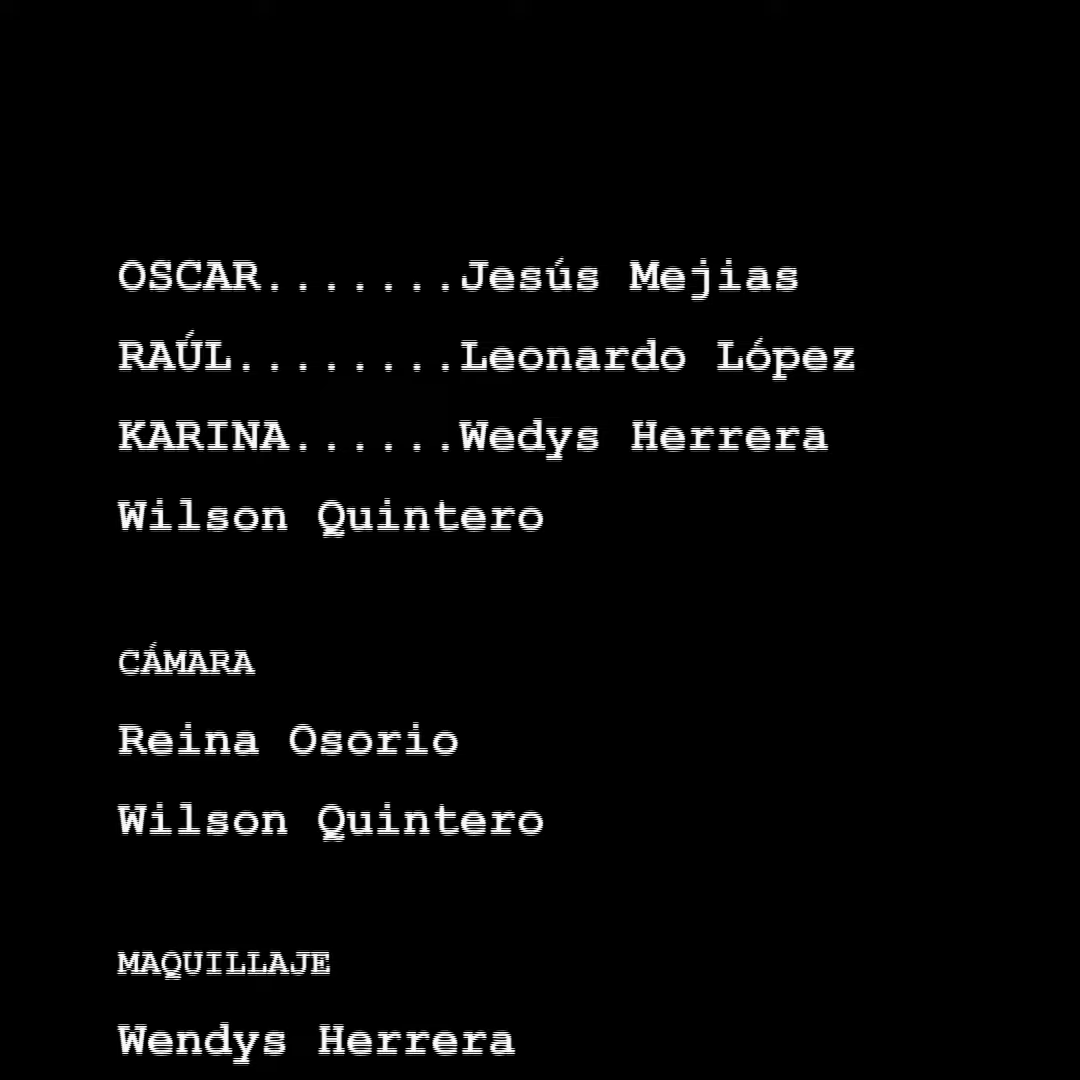 OSCAR.......Jesús Mejias
RAÚL........Leonardo López
KARINA......Wedys Herrera
Wilson Quintero
CÁMARA
Reina Osorio
Wilson Quintero
MAQUILLAJE
Wendys Herrera